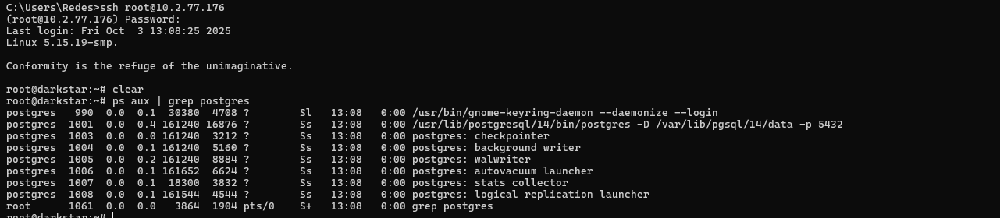 C:\Users\Redes>ssh root@10.2.77.176
(root@10.2.77.176) Password:
Last login: Fri Oct  3 13:08:25 2025
Linux 5.15.19-smp.

Conformity is the refuge of the unimaginative.

root@darkstar:~# clear
root@darkstar:~# ps aux | grep postgres
postgres   990  0.0  0.1  30380  4708 ?        Sl   13:08   0:00 /usr/bin/gnome-keyring-daemon --daemonize --login
postgres  1001  0.0  0.4 161240 16876 ?        Ss   13:08   0:00 /usr/lib/postgresql/14/bin/postgres -D /var/lib/pgsql/14/data -p 5432
postgres  1003  0.0  0.0 161240  3212 ?        Ss   13:08   0:00 postgres: checkpointer
postgres  1004  0.0  0.1 161240  5160 ?        Ss   13:08   0:00 postgres: background writer
postgres  1005  0.0  0.2 161240  8884 ?        Ss   13:08   0:00 postgres: walwriter
postgres  1006  0.0  0.1 161652  6624 ?        Ss   13:08   0:00 postgres: autovacuum launcher
postgres  1007  0.0  0.1  18300  3832 ?        Ss   13:08   0:00 postgres: stats collector
postgres  1008  0.0  0.1 161544  4544 ?        Ss   13:08   0:00 postgres: logical replication launcher
root      1061  0.0  0.0   3864  1904 pts/0    S+   13:08   0:00 grep postgres
root@darkstar:~#